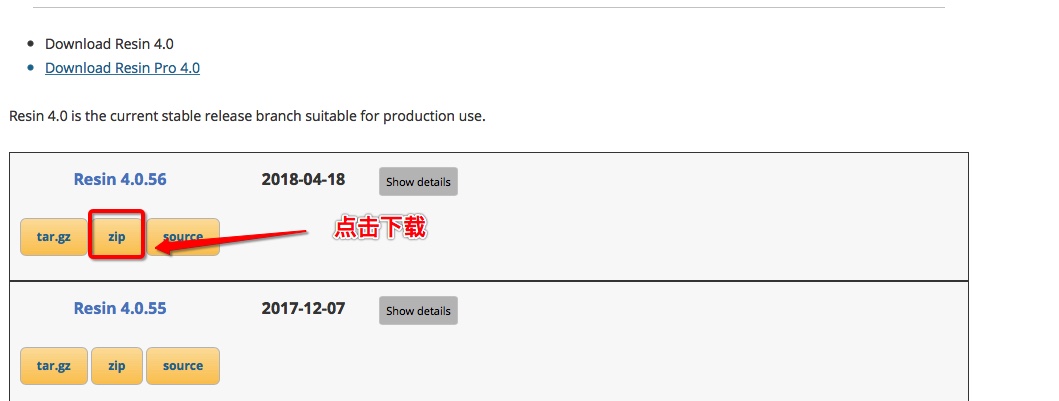 Download Resin 4.0
Download Resin Pro 4.0
Resin 4.0 is the current stable release branch suitable for production use.
Resin 4.0.56 2018-04-18 Show details
tar.gz zip source
点击下载
Resin 4.0.55 2017-12-07 Show details
tar.gz zip source